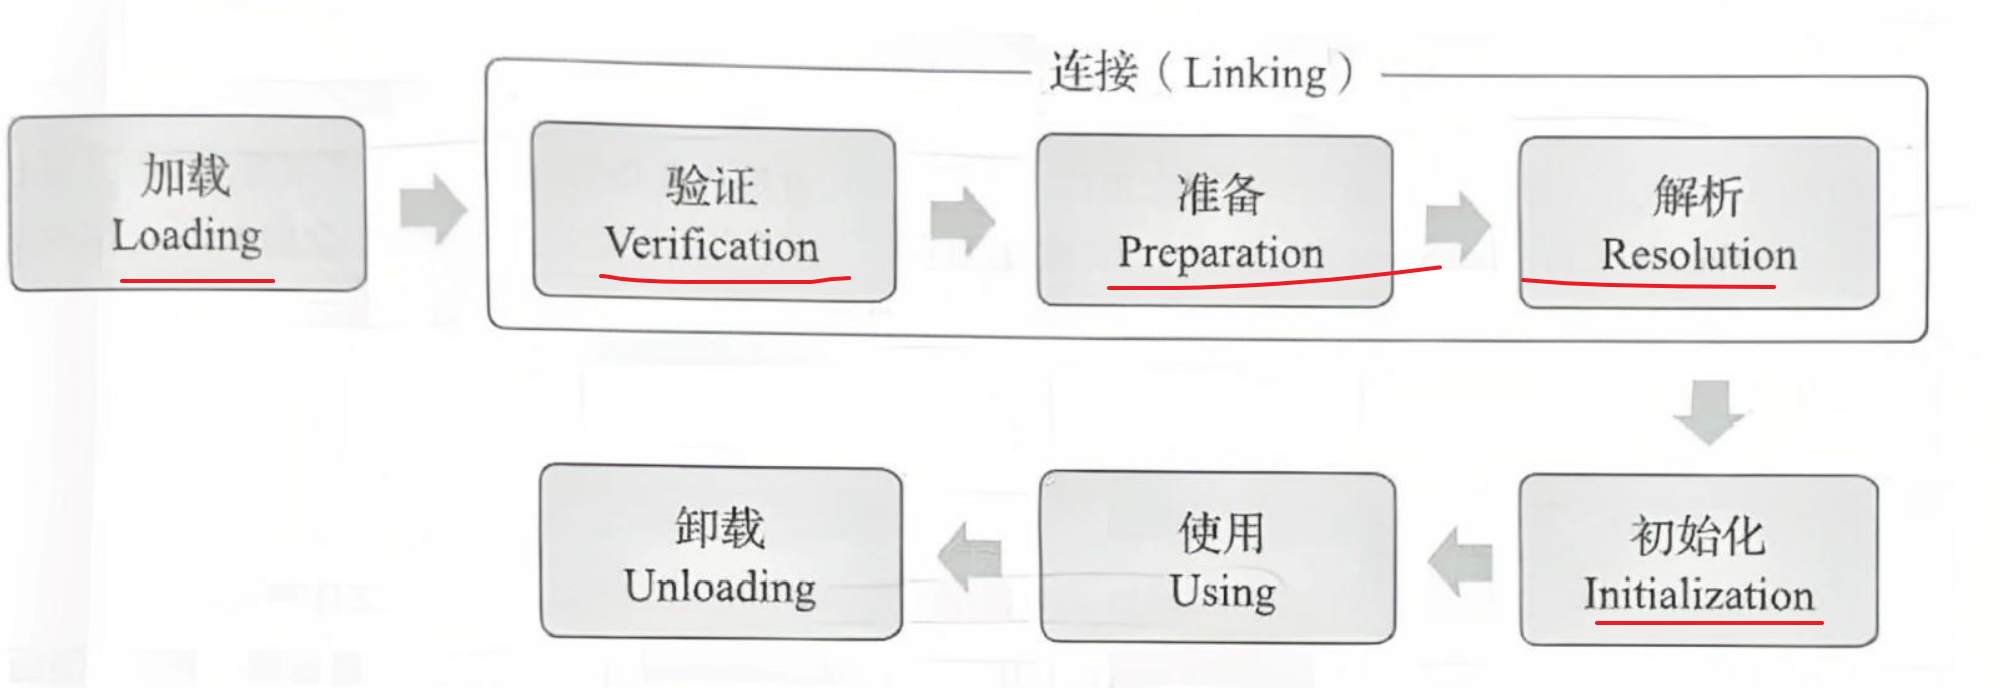 连接（Linking）
加载
Loading
验证
Verification
准备
Preparation
解析
Resolution
初始化
Initialization
使用
Using
卸载
Unloading